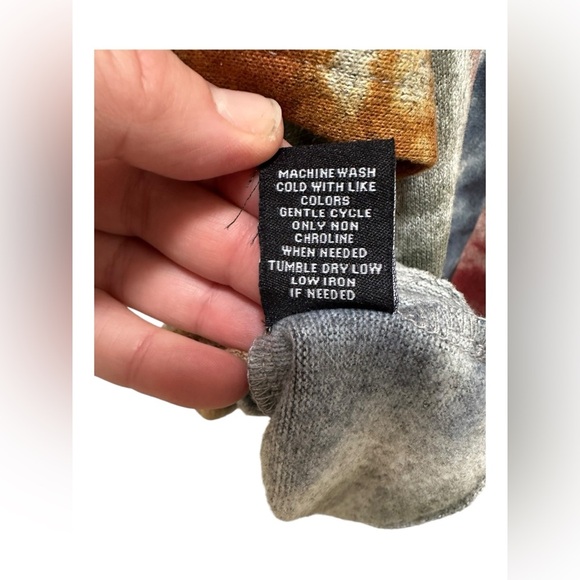 MACHINE WASH
COLD WITH LIKE
COLORS
GENTLE CYCLE
ONLY NON
CHROLINE
WHEN NEEDED
TUMBLE DRY LOW
LOW IRON
IF NEEDED